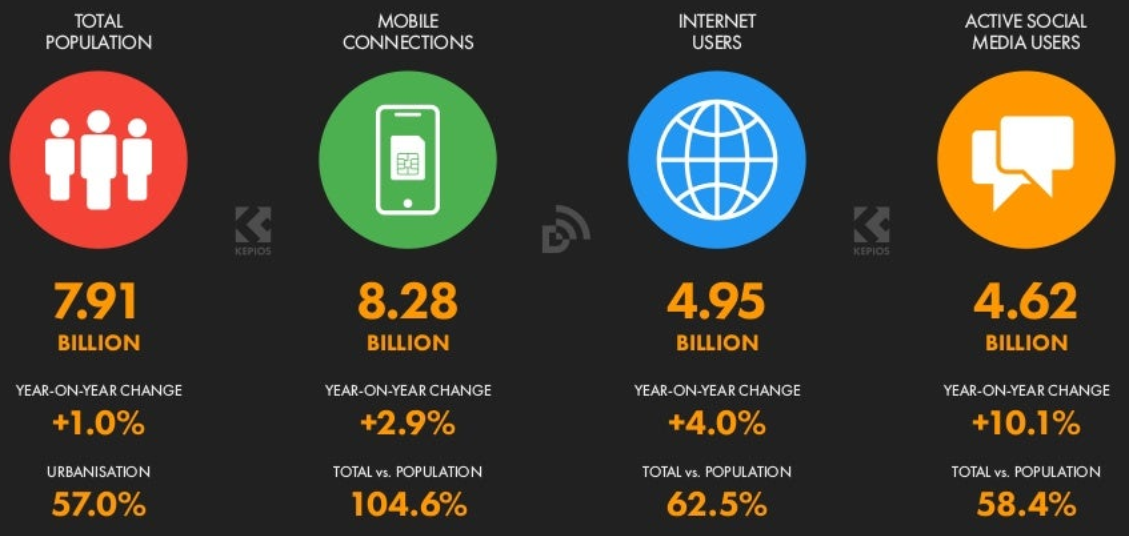 TOTAL
POPULATION
7.91
BILLION
YEAR-ON-YEAR CHANGE
+1.0%
URBANISATION
57.0%
MOBILE
CONNECTIONS
8.28
BILLION
YEAR-ON-YEAR CHANGE
+2.9%
TOTAL vs. POPULATION
104.6%
INTERNET
USERS
4.95
BILLION
YEAR-ON-YEAR CHANGE
+4.0%
TOTAL vs. POPULATION
62.5%
ACTIVE SOCIAL
MEDIA USERS
4.62
BILLION
YEAR-ON-YEAR CHANGE
+10.1%
TOTAL vs. POPULATION
58.4%
KEPIOS
KEPIOS